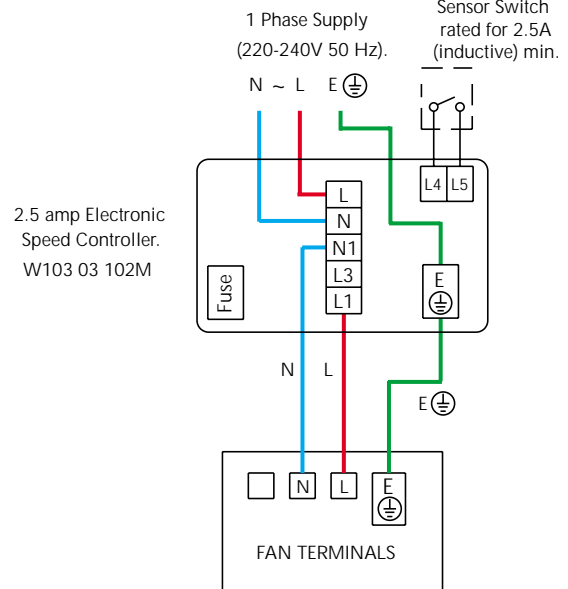 1 Phase Supply
(220-240V 50 Hz).
N ~ L E
Sensor Switch
rated for 2.5A
(inductive) min.
L4 L5
2.5 amp Electronic
Speed Controller.
W103 03 102M
Fuse
L
N
N1
L3
L1
E
N L
E
N L E
FAN TERMINALS